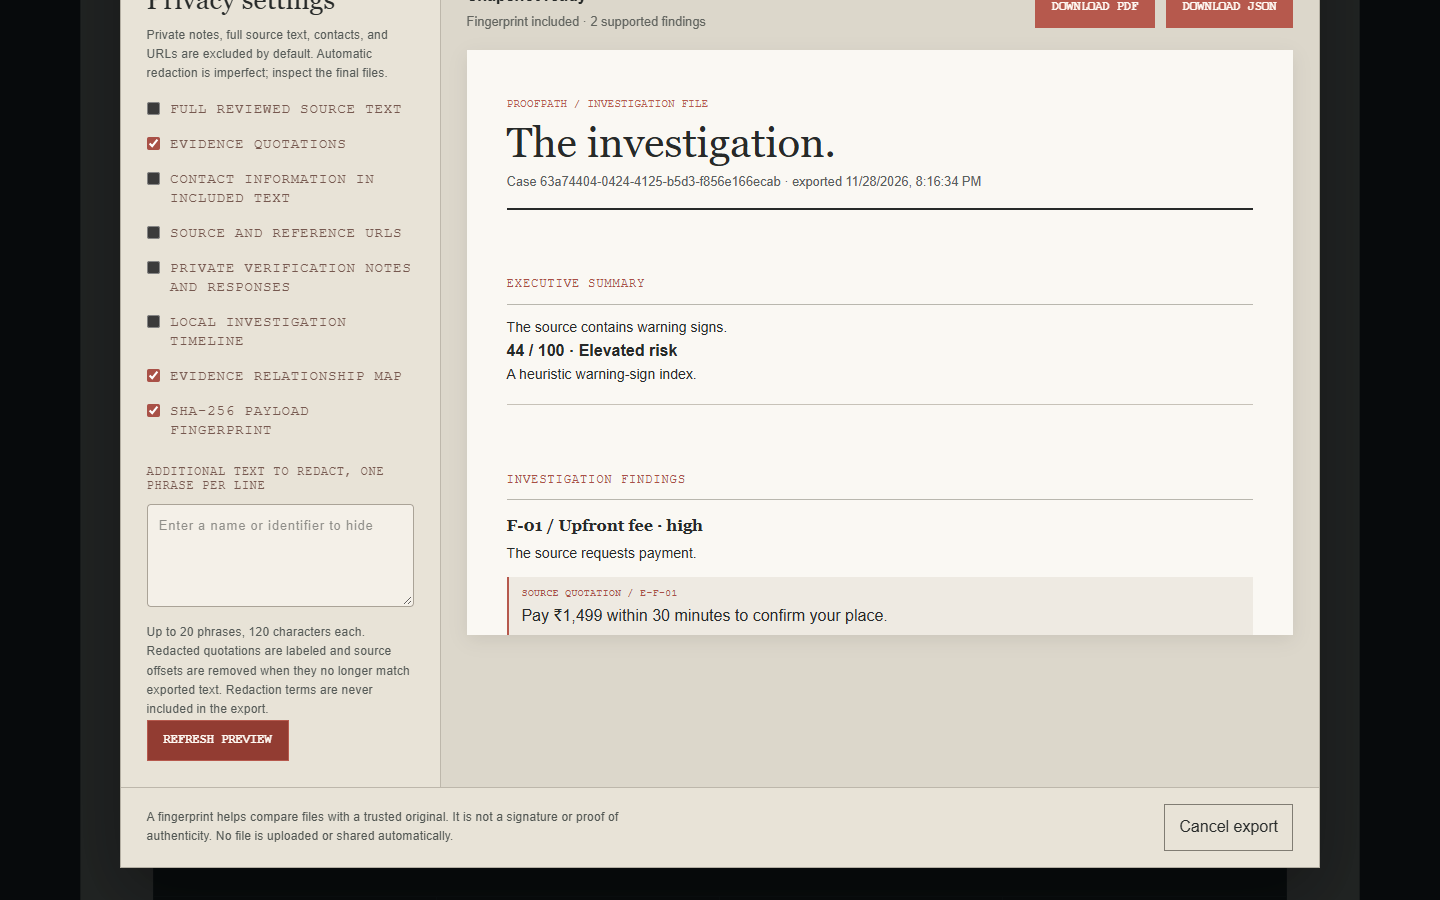 Privacy settings
Private notes, full source text, contacts, and
URLs are excluded by default. Automatic
redaction is imperfect; inspect the final files.
FULL REVIEWED SOURCE TEXT
EVIDENCE QUOTATIONS
CONTACT INFORMATION IN
INCLUDED TEXT
SOURCE AND REFERENCE URLS
PRIVATE VERIFICATION NOTES
AND RESPONSES
LOCAL INVESTIGATION
TIMELINE
EVIDENCE RELATIONSHIP MAP
SHA-256 PAYLOAD
FINGERPRINT
ADDITIONAL TEXT TO REDACT, ONE
PHRASE PER LINE
Enter a name or identifier to hide
Up to 20 phrases, 120 characters each.
Redacted quotations are labeled and source
offsets are removed when they no longer match
exported text. Redaction terms are never
included in the export.
REFRESH PREVIEW
Fingerprint included · 2 supported findings
DOWNLOAD PDF
DOWNLOAD JSON
PROOFPATH / INVESTIGATION FILE
The investigation.
Case 63a74404-0424-4125-b5d3-f856e166ecab · exported 11/28/2026, 8:16:34 PM
EXECUTIVE SUMMARY
The source contains warning signs.
44 / 100 · Elevated risk
A heuristic warning-sign index.
INVESTIGATION FINDINGS
F-01 / Upfront fee · high
The source requests payment.
SOURCE QUOTATION / E-F-01
Pay ₹1,499 within 30 minutes to confirm your place.
A fingerprint helps compare files with a trusted original. It is not a signature or proof of
authenticity. No file is uploaded or shared automatically.
Cancel export